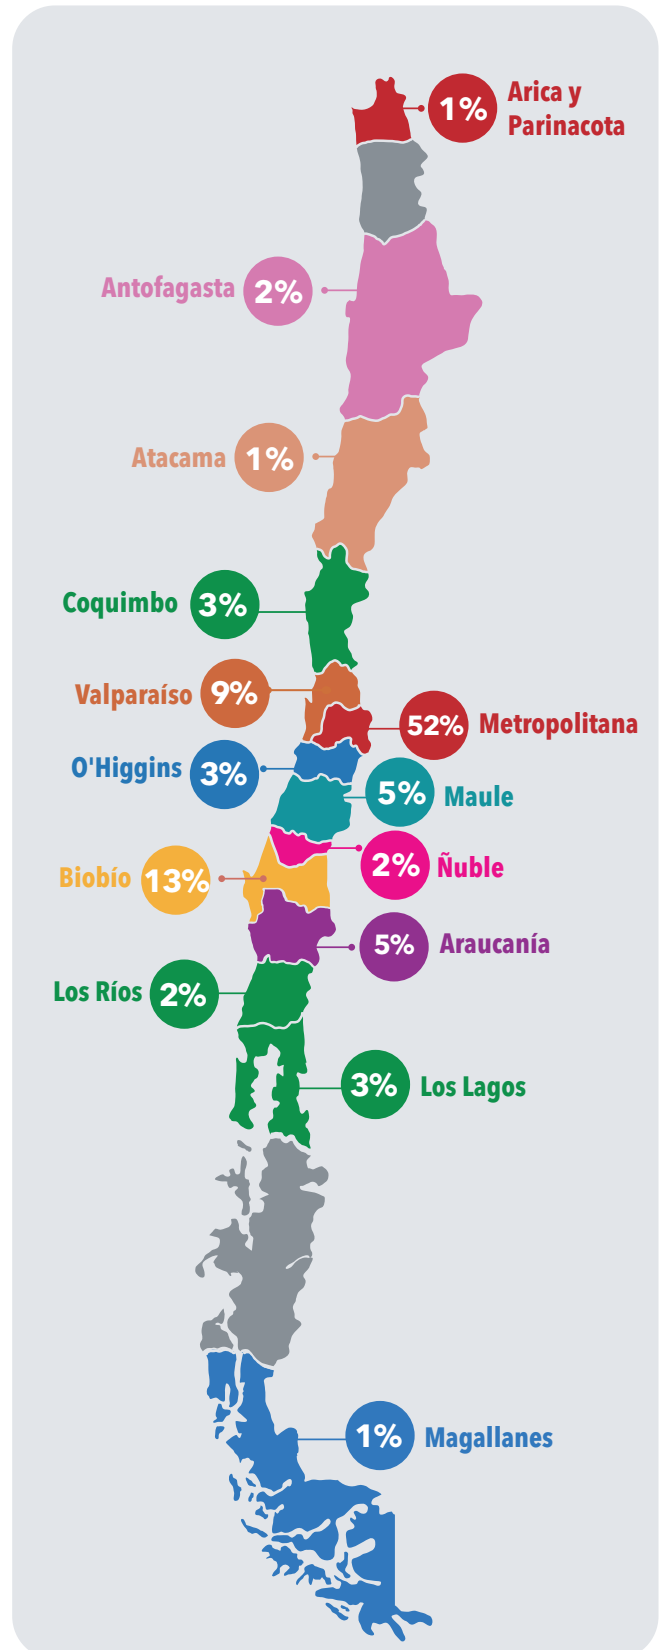 1%
Arica y
Parinacota
Antofagasta 2%
Atacama 1%
Coquimbo 3%
Valparaíso 9%
52% Metropolitana
O'Higgins 3%
5% Maule
2% Ñuble
Biobío 13%
5% Araucanía
Los Ríos 2%
3% Los Lagos
1% Magallanes